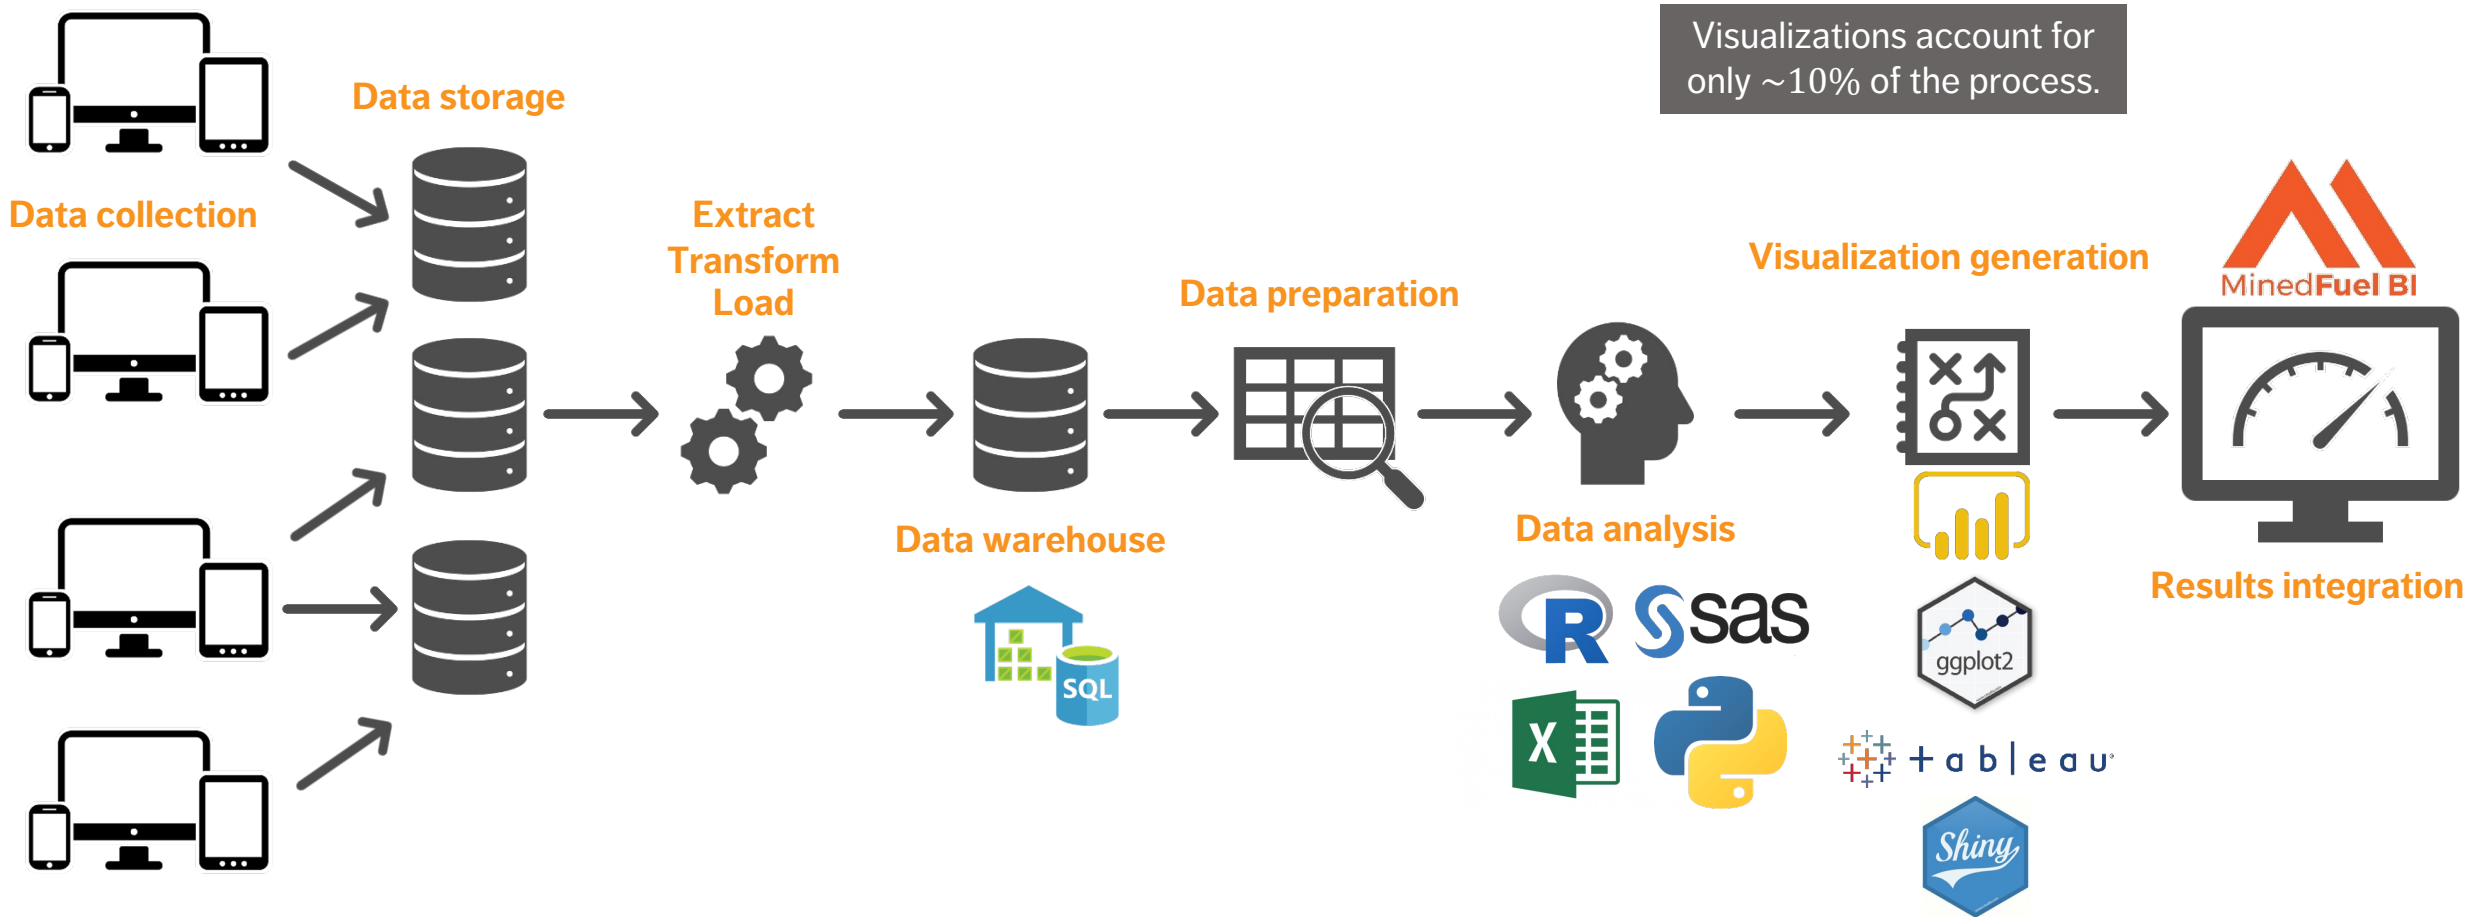 Visualizations account for
only ~10% of the process.
Data storage
Data collection
Extract
Transform
Load
Data warehouse
SQL
Data preparation
Data analysis
R
sas
X
Visualization generation
ggplot2
+ableau
Shiny
MinedFuel BI
Results integration